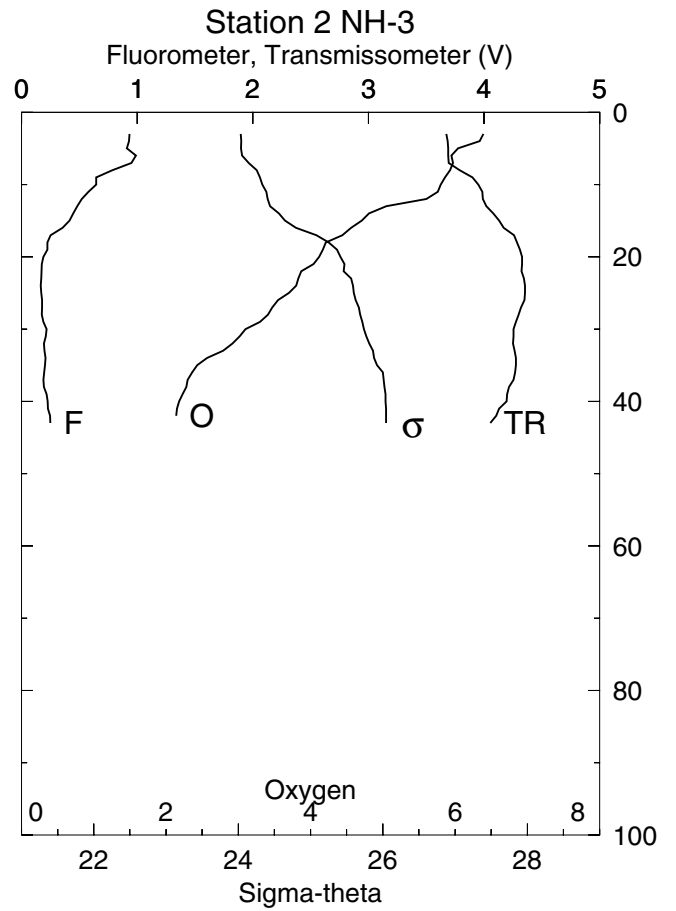 Station 2 NH-3
Fluorometer, Transmissometer (V)
0 1 2 3 4 5
0
20
40
F O σ TR
60
80
Oxygen
0 2 4 6 8
100
22 24 26 28
Sigma-theta